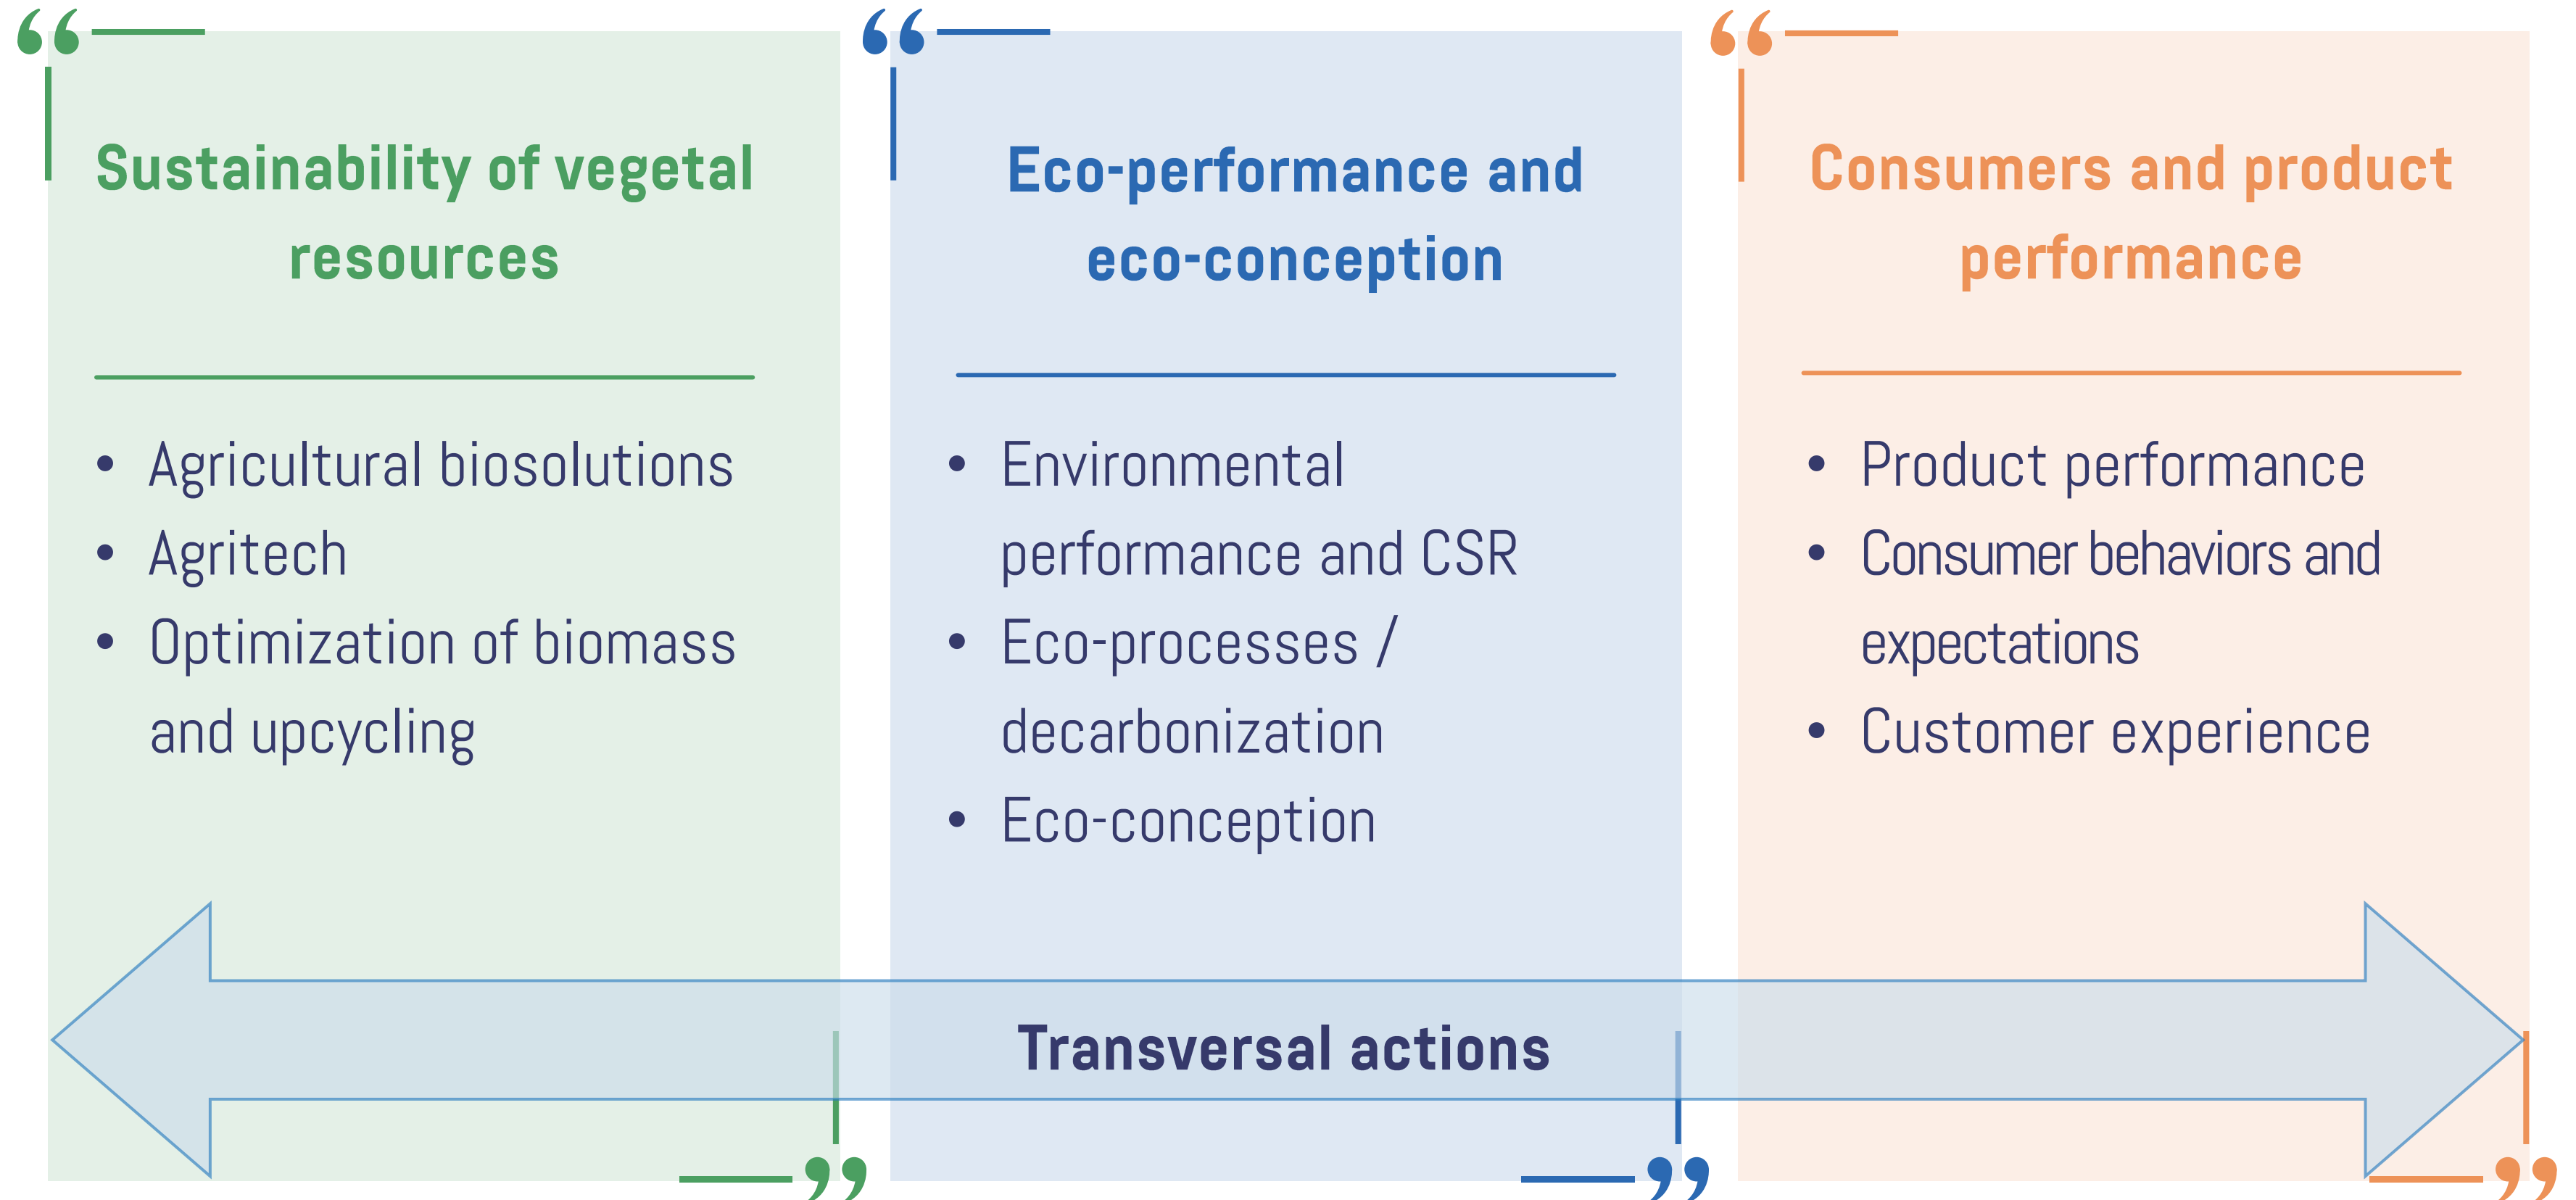 Sustainability of vegetal
resources
• Agricultural biosolutions
• Agritech
• Optimization of biomass
and upcycling
Eco-performance and
eco-conception
• Environmental
performance and CSR
• Eco-processes /
decarbonization
• Eco-conception
Consumers and product
performance
• Product performance
• Consumer behaviors and
expectations
• Customer experience
Transversal actions